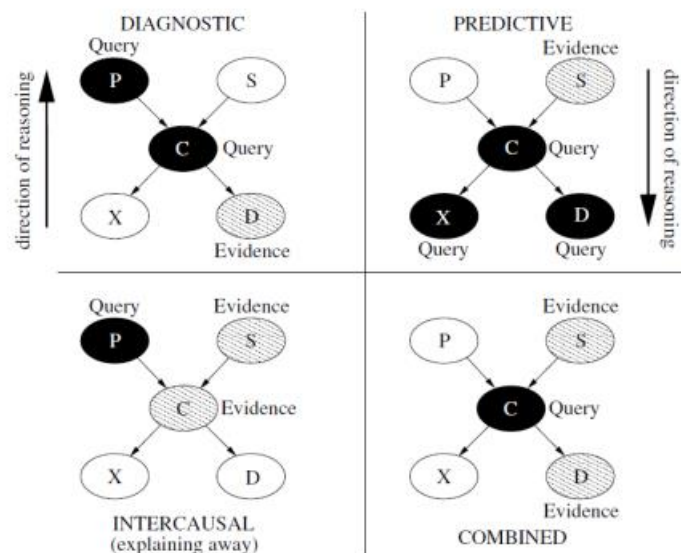 DIAGNOSTIC
Query
P
S
C
Query
X
D
Evidence
direction of reasoning
PREDICTIVE
Evidence
P
S
C
Query
X
D
Query
Query
direction of reasoning
Query
Evidence
P
S
C
Evidence
X
D
INTERCAUSAL
(explaining away)
Evidence
P
S
C
Query
X
D
Evidence
COMBINED